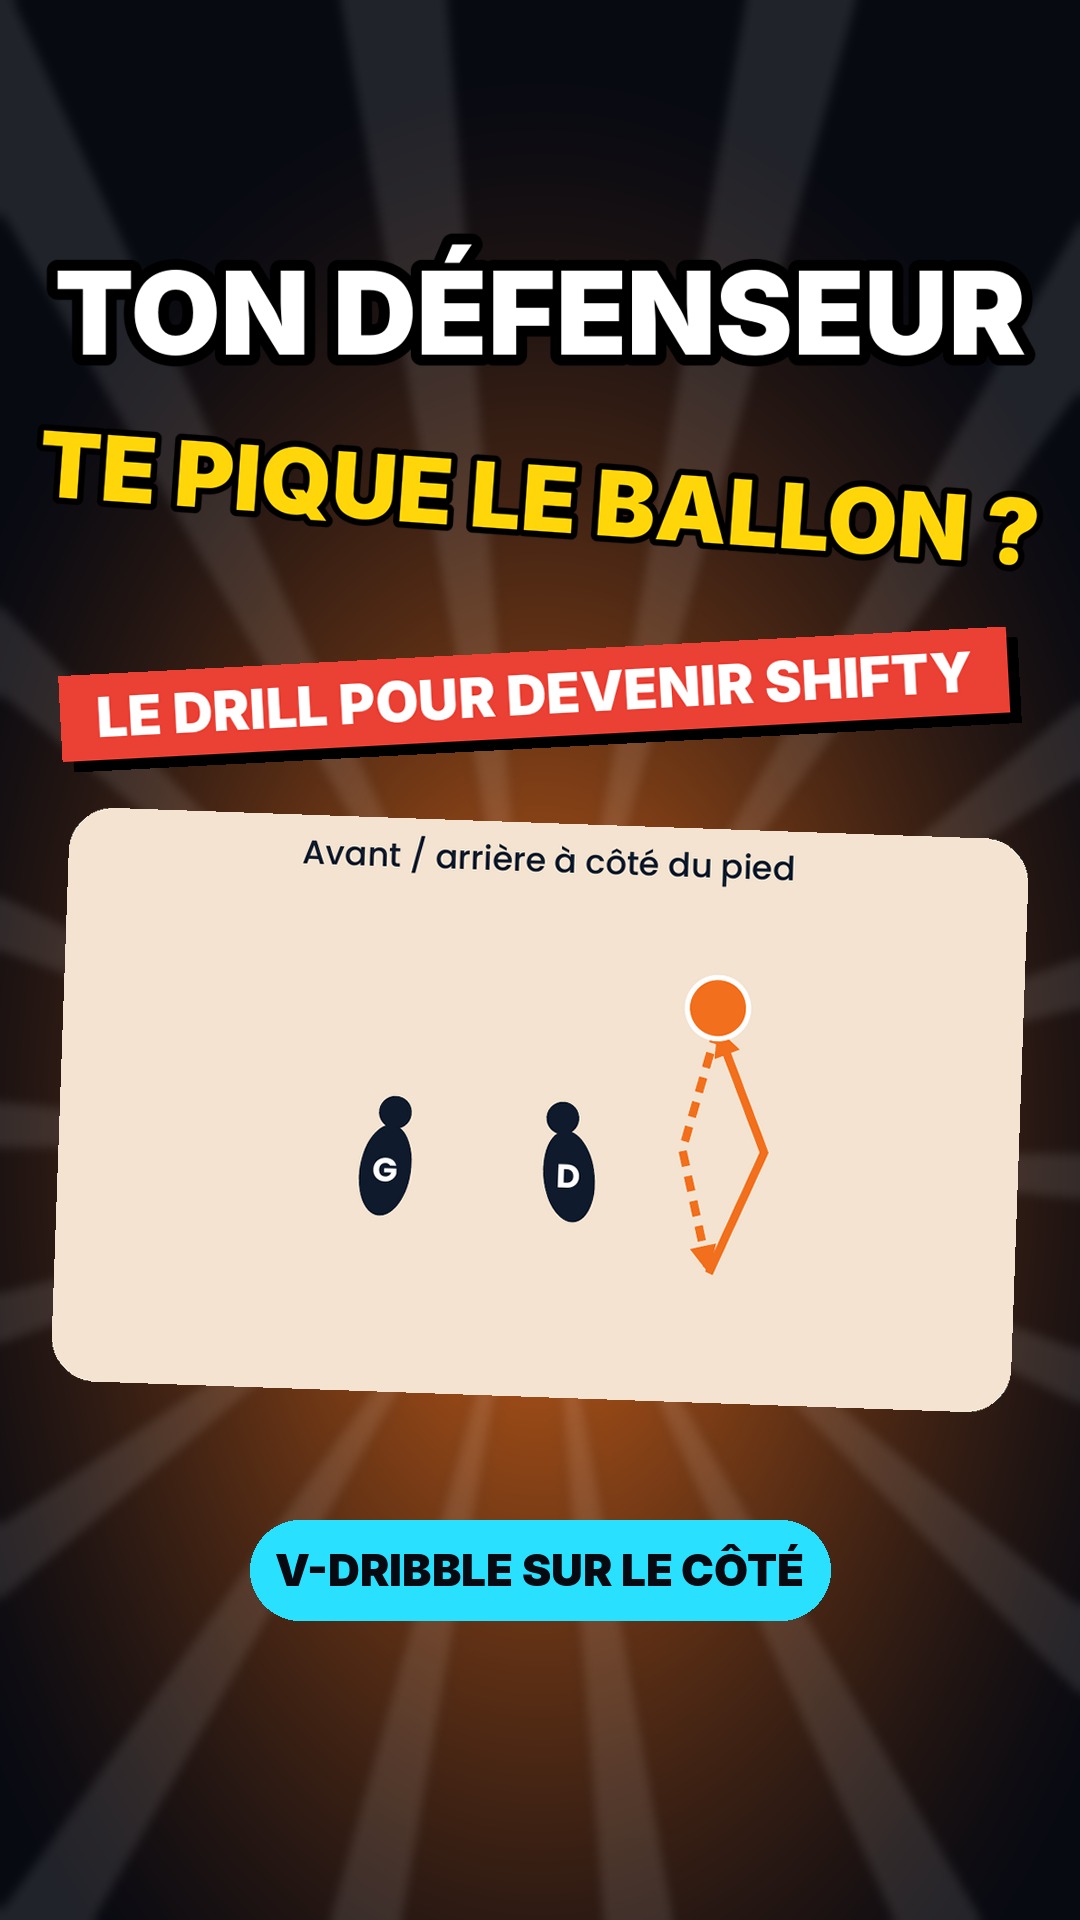 TON DÉFENSEUR
TE PIQUE LE BALLON ?
LE DRILL POUR DEVENIR SHIFTY
Avant / arrière à côté du pied
G
D
V-DRIBBLE SUR LE CÔTÉ